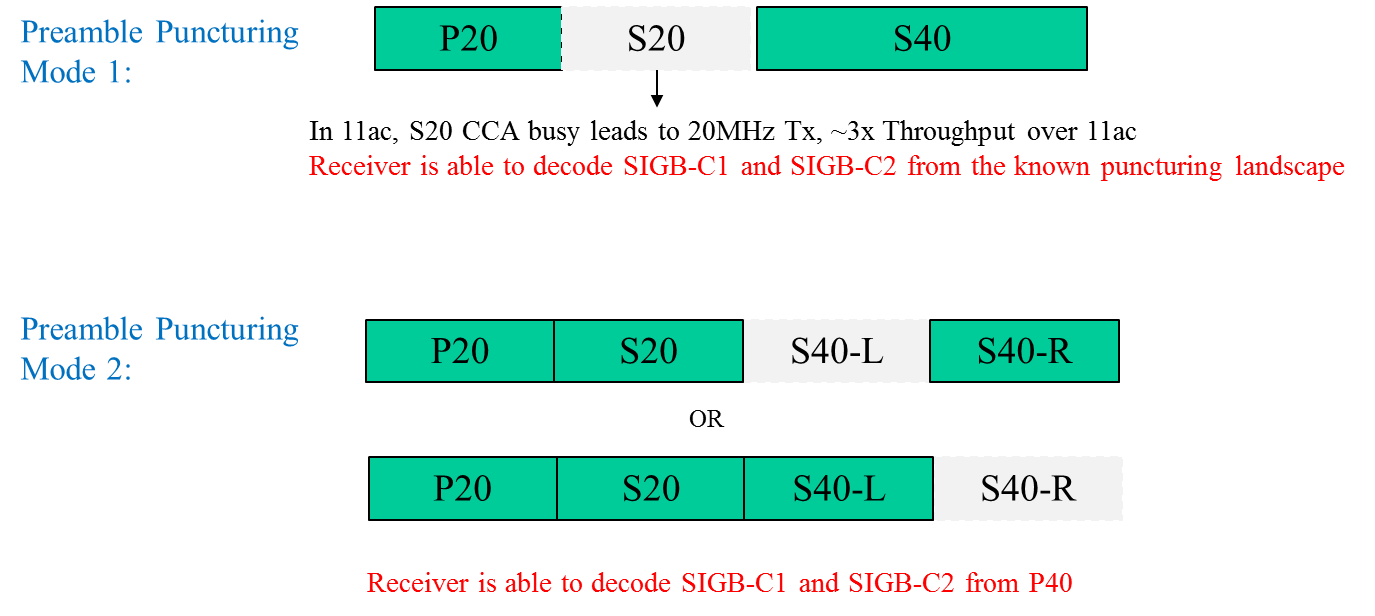 Preamble Puncturing
Mode 1:
P20 S20 S40
In 11ac, S20 CCA busy leads to 20MHz Tx, ~3x Throughput over 11ac
Receiver is able to decode SIGB-C1 and SIGB-C2 from the known puncturing landscape
Preamble Puncturing
Mode 2:
P20 S20 S40-L S40-R
OR
P20 S20 S40-L S40-R
Receiver is able to decode SIGB-C1 and SIGB-C2 from P40